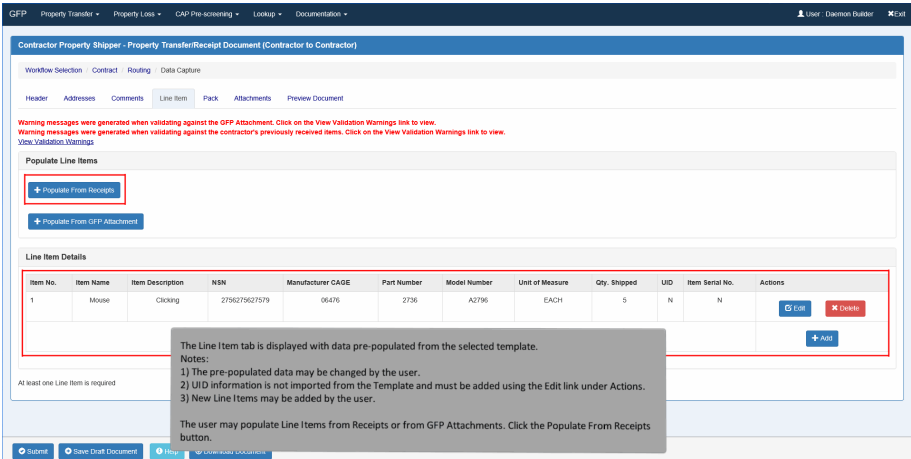 GFP Property Transfer Property Loss CAP Pre-screening Lookup Documentation User : Daemon Builder Exit
Contractor Property Shipper - Property Transfer/Receipt Document (Contractor to Contractor)
Workflow Selection / Contract / Routing / Data Capture
Header Addresses Comments Line Item Pack Attachments Preview Document
Warning messages were generated when validating against the GFP Attachment. Click on the View Validation Warnings link to view.
Warning messages were generated when validating against the contractor's previously received items. Click on the View Validation Warnings link to view.
View Validation Warnings
Populate Line Items
+ Populate From Receipts
+ Populate From GFP Attachment
Line Item Details
Item No. Item Name Item Description NSN Manufacturer CAGE Part Number Model Number Unit of Measure Qty. Shipped UID Item Serial No. Actions
1 Mouse Clicking 2756275627579 06476 2736 A2796 EACH 5 N N Edit Delete
+ Add
The Line Item tab is displayed with data pre-populated from the selected template.
Notes:
1) The pre-populated data may be changed by the user.
2) UID information is not imported from the Template and must be added using the Edit link under Actions.
3) New Line Items may be added by the user.
At least one Line Item is required
The user may populate Line Items from Receipts or from GFP Attachments. Click the Populate From Receipts
button.
Submit Save Draft Document Help Download Document